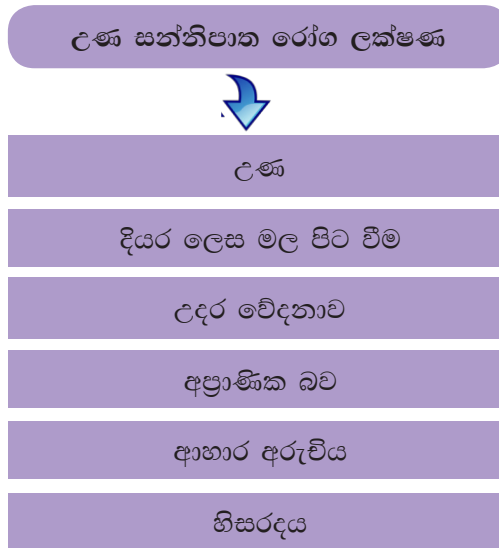 උණ සන්නිපාත රෝග ලක්ෂණ
උණ
දියර ලෙස මල පිට වීම
උදර වේදනාව
අප්‍රාණික බව
ආහාර අරුචිය
හිසරදය